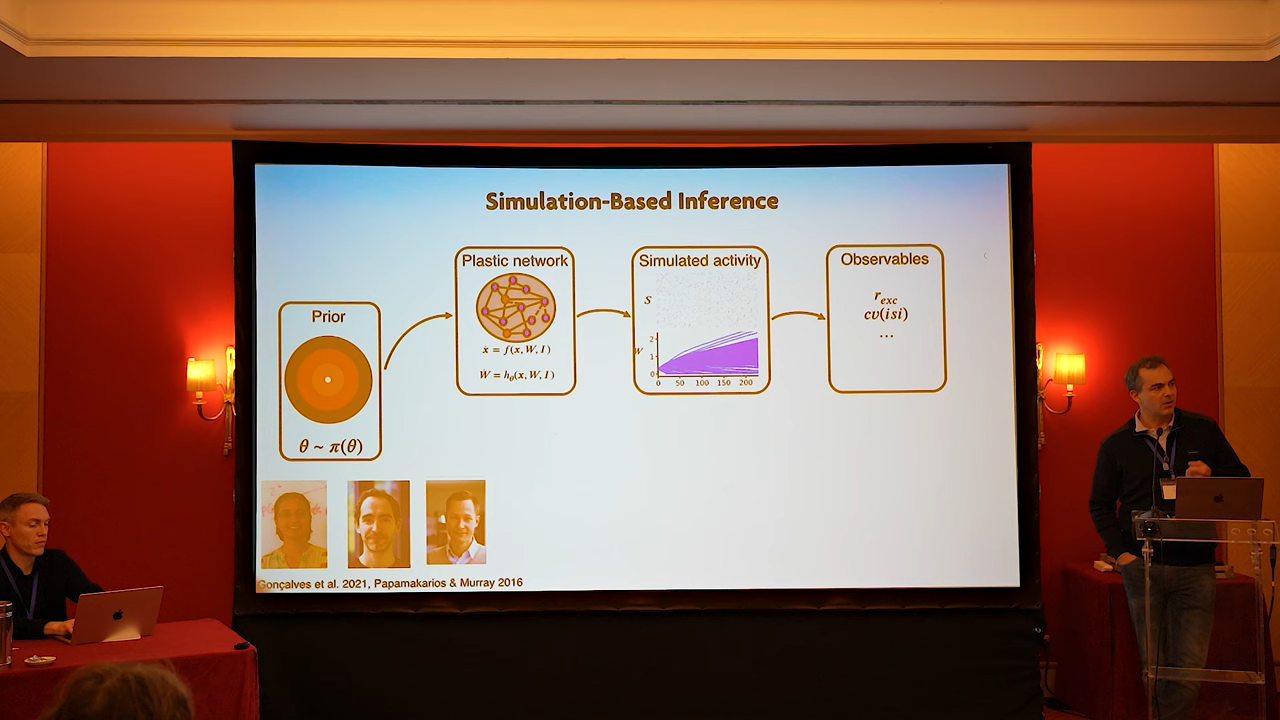 Simulation-Based Inference
Prior
θ ~ π(θ)
Plastic network
ẋ = f(x, W, I)
Ẇ = hθ(x, W, I)
Simulated activity
S
W
2
1
0
0 50 100 150 200
Observables
r_exc
cv(isi)
...
Gonçalves et al. 2021, Papamakarios & Murray 2016